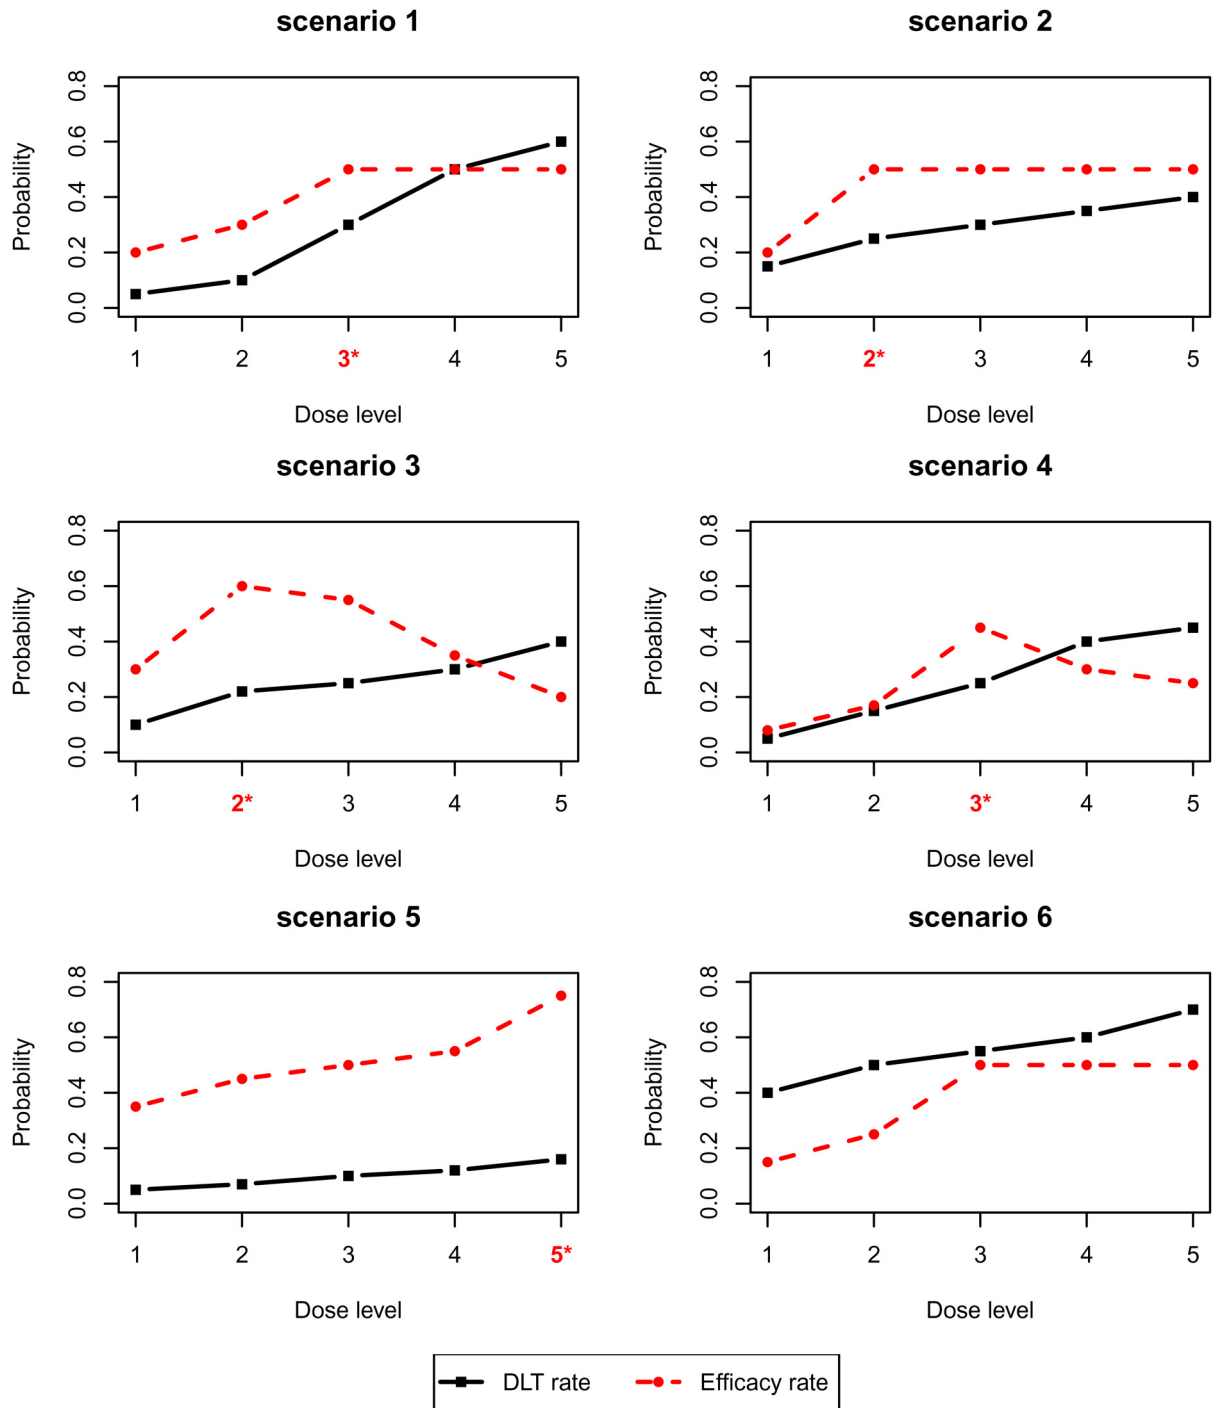 scenario 1
Probability
0.0 0.2 0.4 0.6 0.8
1 2 3* 4 5
Dose level
scenario 2
Probability
0.0 0.2 0.4 0.6 0.8
1 2* 3 4 5
Dose level
scenario 3
Probability
0.0 0.2 0.4 0.6 0.8
1 2* 3 4 5
Dose level
scenario 4
Probability
0.0 0.2 0.4 0.6 0.8
1 2 3* 4 5
Dose level
scenario 5
Probability
0.0 0.2 0.4 0.6 0.8
1 2 3 4 5*
Dose level
scenario 6
Probability
0.0 0.2 0.4 0.6 0.8
1 2 3 4 5
Dose level
DLT rate Efficacy rate